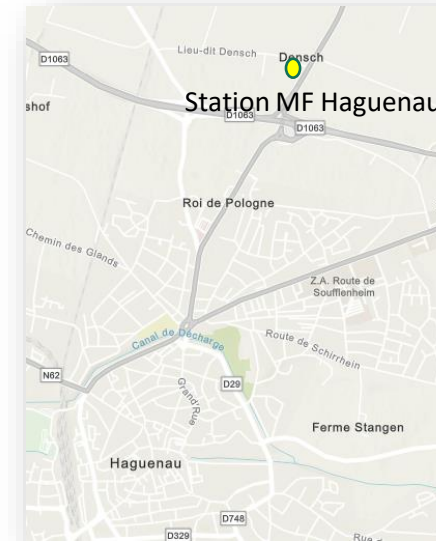 Lieu-dit Densch
Densch
D1063
Station MF Haguenau
shof
D1063
D1063
Roi de Pologne
Chemin des Glands
Z.A. Route de
Soufflenheim
Canal de Décharge
Route de Schirrhein
N62
Grand'Rue
D29
Ferme Stangen
Haguenau
D748
D329
Rue